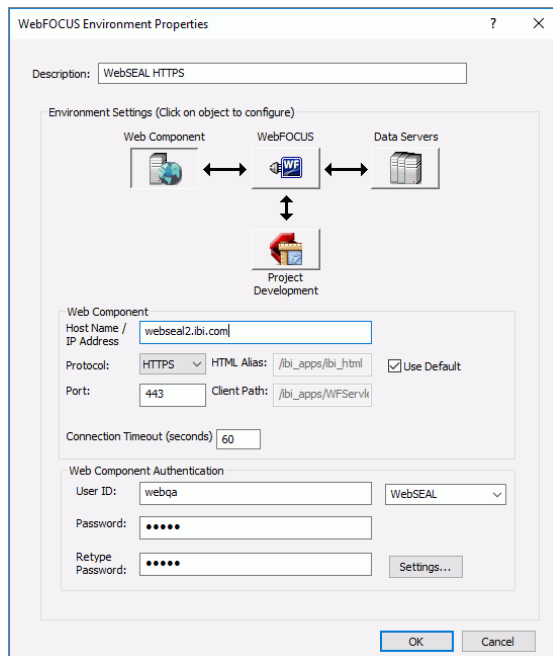 WebFOCUS Environment Properties ?
Description: WebSEAL HTTPS
Environment Settings (Click on object to configure)
Web Component WebFOCUS Data Servers
WF
Project
Development
Web Component
Host Name /
IP Address webseal2.ibi.com
Protocol: HTTPS HTML Alias: /ibi_apps/ibi_html Use Default
Port: 443 Client Path: /ibi_apps/WFServle
Connection Timeout (seconds) 60
Web Component Authentication
User ID: webqa WebSEAL
Password: •••••
Retype
Password: ••••• Settings...
OK Cancel